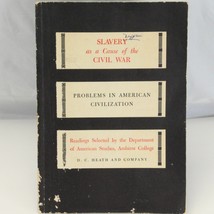 SLAVERY
as a Cause of the
CIVIL WAR
PROBLEMS IN AMERICAN
CIVILIZATION
Readings Selected by the Department
of American Studies, Amherst College
D. C. HEATH AND COMPANY